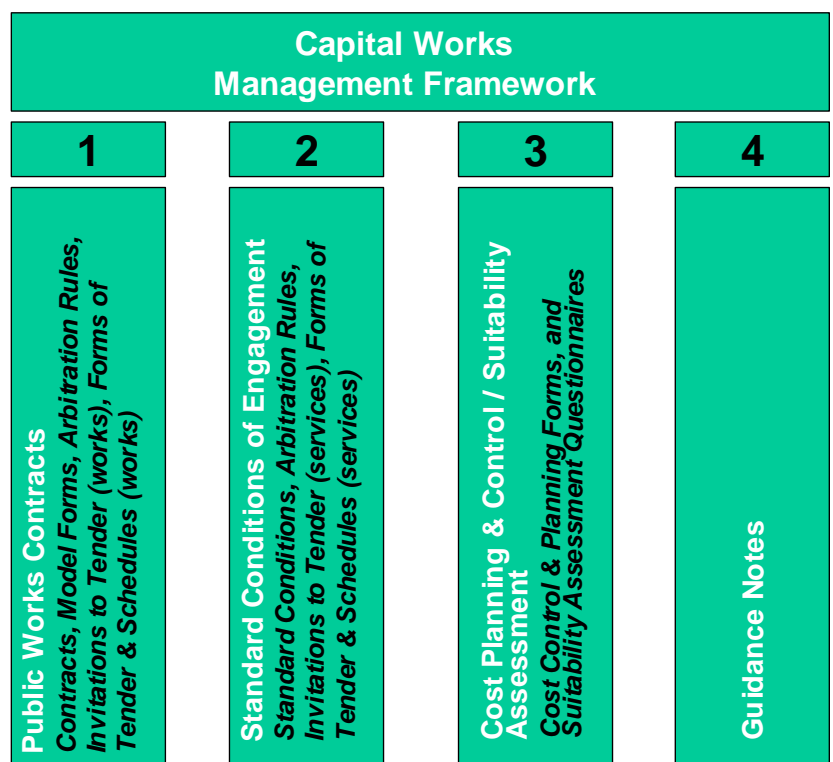 Capital Works
Management Framework
1
2
3
4
Public Works Contracts
Contracts, Model Forms, Arbitration Rules,
Invitations to Tender (works), Forms of
Tender & Schedules (works)
Standard Conditions of Engagement
Standard Conditions, Arbitration Rules,
Invitations to Tender (services), Forms of
Tender & Schedules (services)
Cost Planning & Control / Suitability
Assessment
Cost Control & Planning Forms, and
Suitability Assessment Questionnaires
Guidance Notes